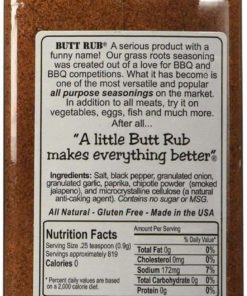 BUTT RUB® A serious product with a
funny name! Our grass roots seasoning
was created out of a love for BBQ and
BBQ competitions. What it has become is
one of the most versatile and popular
all purpose seasonings on the market.
In addition to all meats, try it on
vegetables, eggs, fish and much more.
After all...
"A little Butt Rub
makes everything better"®
Ingredients: Salt, black pepper, granulated onion,
granulated garlic, paprika, chipotle powder (smoked
jalapeno), and microcrystalline cellulose (a natural
anti-caking agent). Contains no sugar or MSG.
All Natural - Gluten Free - Made in the USA
Nutrition Facts
Serving Size .25 teaspoon (0.9g)
Servings approximately 819
Calories 0
*Percent daily values are based
on a 2,000 calorie diet.
Amount Per Serving
% Daily Value*
Total Fat 0g 0%
Cholesterol 0mg 0%
Sodium 172mg 7%
Total Carbohydrate 0g 0%
Protein 0g